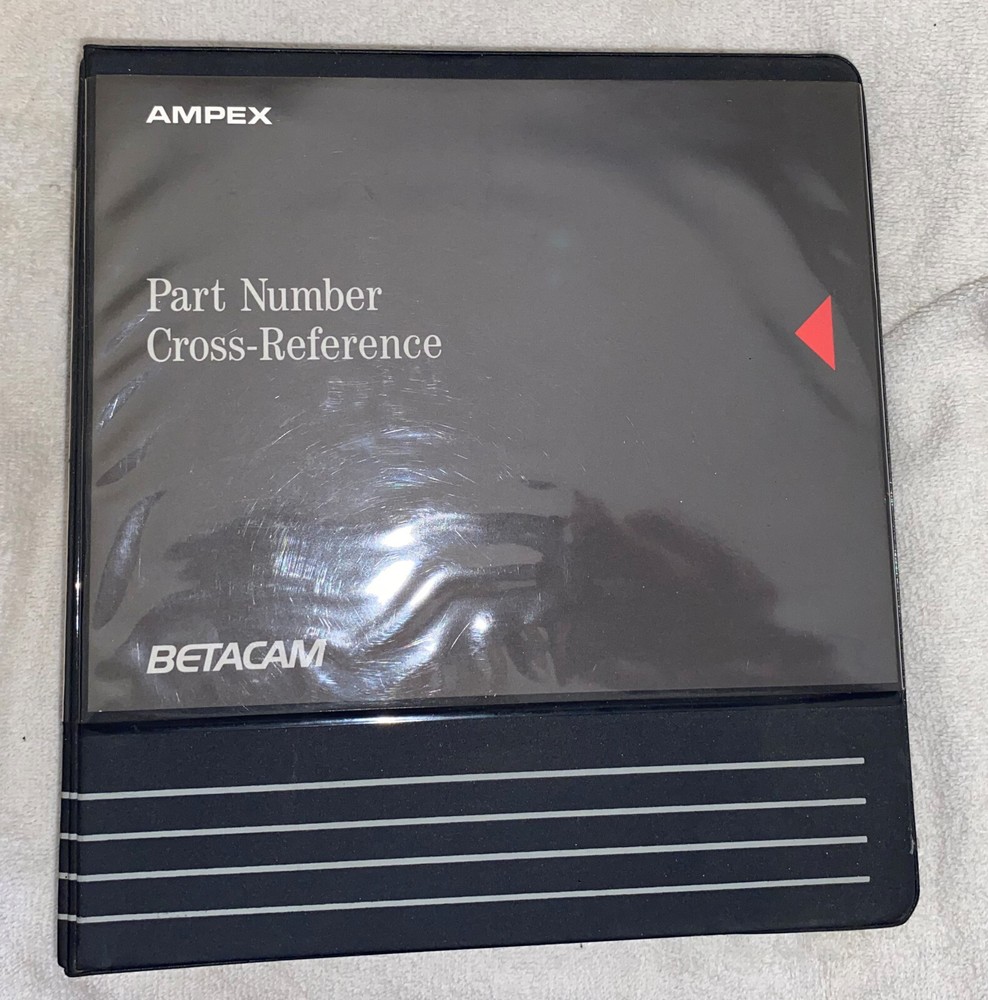 AMPEX
Part Number
Cross-Reference
BETACAM